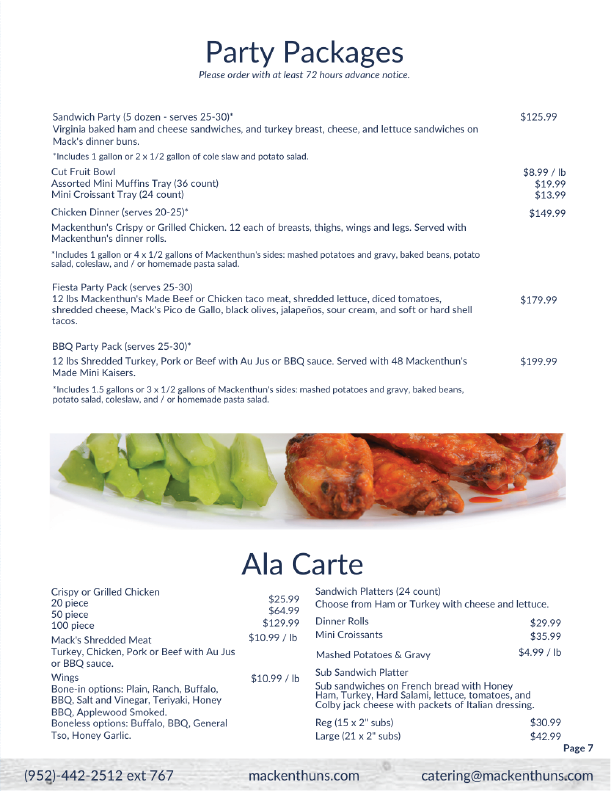 Party Packages
Please order with at least 72 hours advance notice.
Sandwich Party (5 dozen - serves 25-30)* $125.99
Virginia baked ham and cheese sandwiches, and turkey breast, cheese, and lettuce sandwiches on
Mack's dinner buns.
*Includes 1 gallon or 2 x 1/2 gallon of cole slaw and potato salad.
Cut Fruit Bowl $8.99 / lb
Assorted Mini Muffins Tray (36 count) $19.99
Mini Croissant Tray (24 count) $13.99
Chicken Dinner (serves 20-25)* $149.99
Mackenthun's Crispy or Grilled Chicken. 12 each of breasts, thighs, wings and legs. Served with
Mackenthun's dinner rolls.
*Includes 1 gallon or 4 x 1/2 gallons of Mackenthun's sides: mashed potatoes and gravy, baked beans, potato
salad, coleslaw, and / or homemade pasta salad.
Fiesta Party Pack (serves 25-30)
12 lbs Mackenthun's Made Beef or Chicken taco meat, shredded lettuce, diced tomatoes, $179.99
shredded cheese, Mack's Pico de Gallo, black olives, jalapeños, sour cream, and soft or hard shell
tacos.
BBQ Party Pack (serves 25-30)*
12 lbs Shredded Turkey, Pork or Beef with Au Jus or BBQ sauce. Served with 48 Mackenthun's $199.99
Made Mini Kaisers.
*Includes 1.5 gallons or 3 x 1/2 gallons of Mackenthun's sides: mashed potatoes and gravy, baked beans,
potato salad, coleslaw, and / or homemade pasta salad.
Ala Carte
Crispy or Grilled Chicken
20 piece $25.99
50 piece $64.99
100 piece $129.99
Mack's Shredded Meat $10.99 / lb
Turkey, Chicken, Pork or Beef with Au Jus
or BBQ sauce.
Wings $10.99 / lb
Bone-in options: Plain, Ranch, Buffalo,
BBQ, Salt and Vinegar, Teriyaki, Honey
BBQ, Applewood Smoked.
Boneless options: Buffalo, BBQ, General
Tso, Honey Garlic.
Sandwich Platters (24 count)
Choose from Ham or Turkey with cheese and lettuce.
Dinner Rolls $29.99
Mini Croissants $35.99
Mashed Potatoes & Gravy $4.99 / lb
Sub Sandwich Platter
Sub sandwiches on French bread with Honey
Ham, Turkey, Hard Salami, lettuce, tomatoes, and
Colby jack cheese with packets of Italian dressing.
Reg (15 x 2" subs) $30.99
Large (21 x 2" subs) $42.99
Page 7
(952)-442-2512 ext 767 mackenthuns.com catering@mackenthuns.com